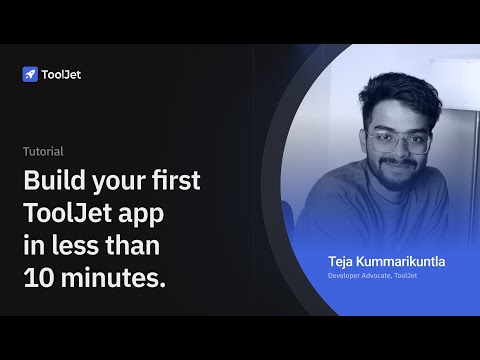 ToolJet
Tutorial
Build your first
ToolJet app
in less than
10 minutes.
Teja Kummarikuntla
Developer Advocate, ToolJet